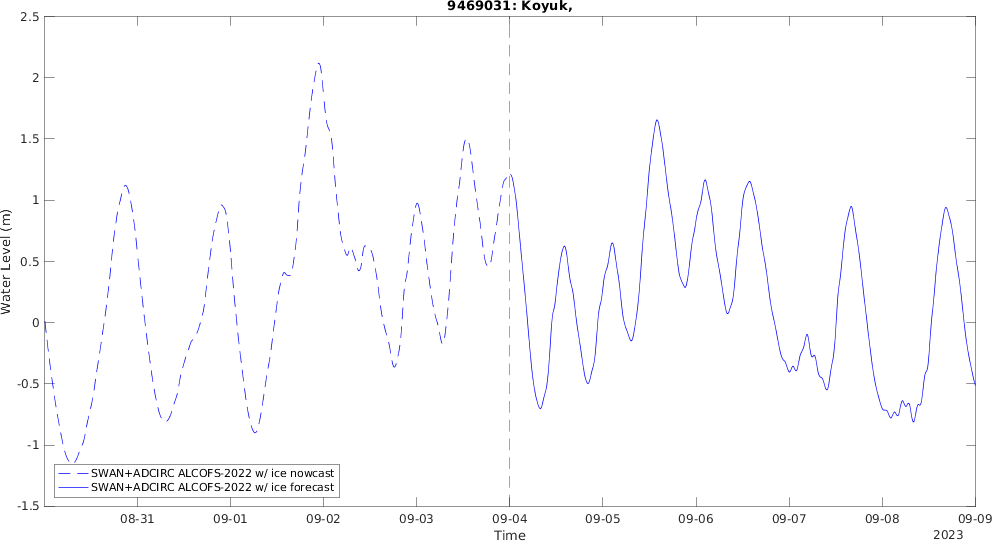 9469031: Koyuk,
2.5
2
1.5
1
0.5
0
-0.5
-1
-1.5
Water Level (m)
SWAN+ADCIRC ALCOFS-2022 w/ ice nowcast
SWAN+ADCIRC ALCOFS-2022 w/ ice forecast
08-31 09-01 09-02 09-03 09-04 09-05 09-06 09-07 09-08 09-09
Time
2023